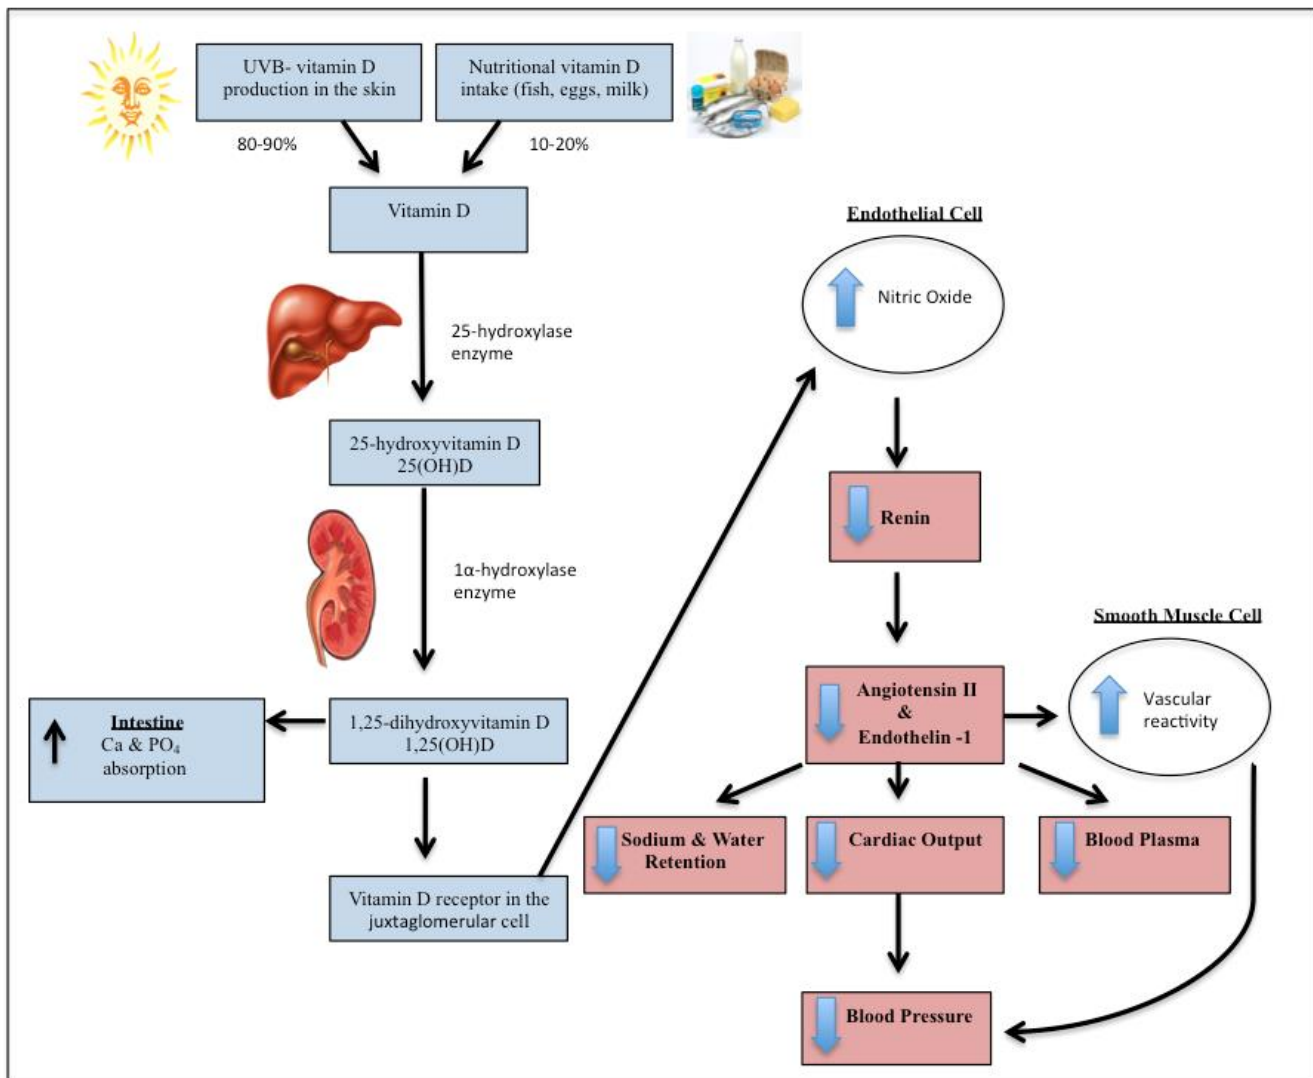 UVB- vitamin D
production in the skin
Nutritional vitamin D
intake (fish, eggs, milk)
80-90%
10-20%
Vitamin D
25-hydroxylase
enzyme
25-hydroxyvitamin D
25(OH)D
1α-hydroxylase
enzyme
Intestine
Ca & PO₄
absorption
1,25-dihydroxyvitamin D
1,25(OH)D
Vitamin D receptor in the
juxtaglomerular cell
Endothelial Cell
Nitric Oxide
Renin
Angiotensin II
&
Endothelin -1
Smooth Muscle Cell
Vascular
reactivity
Sodium & Water
Retention
Cardiac Output
Blood Plasma
Blood Pressure